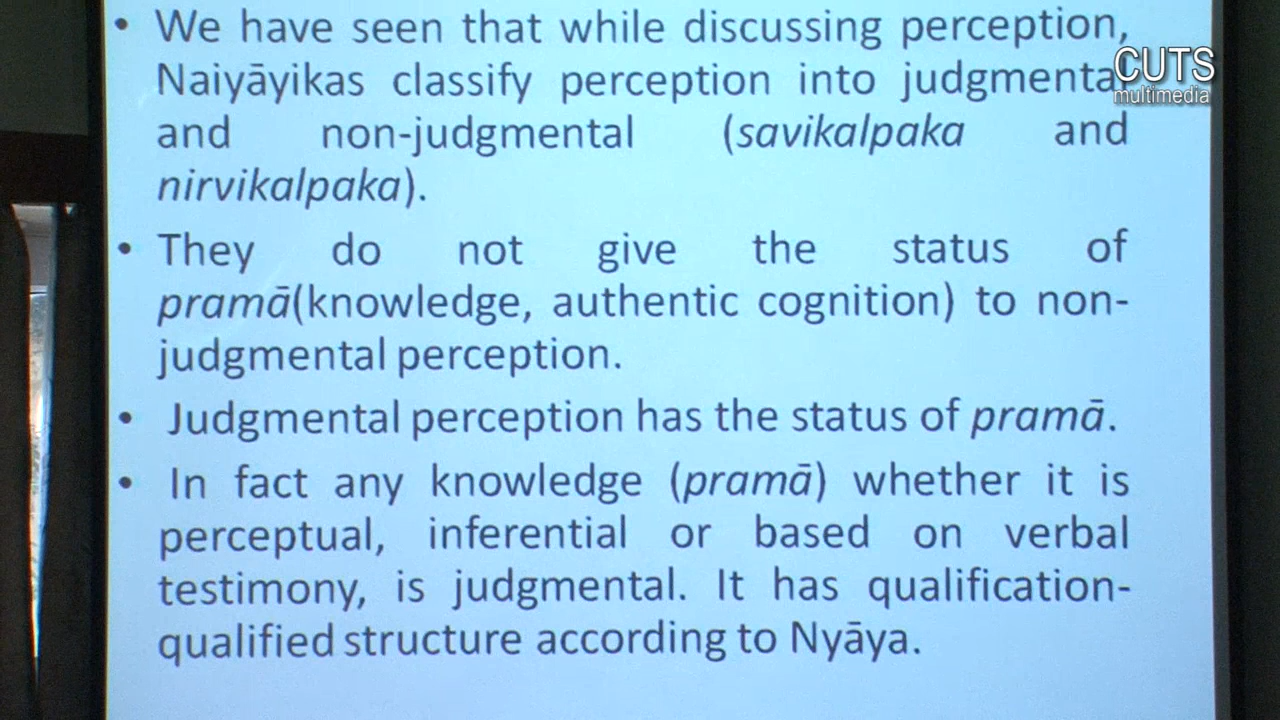 • We have seen that while discussing perception,
Naiyāyikas classify perception into judgmenta
and non-judgmental (savikalpaka and
nirvikalpaka).
• They do not give the status of
pramā(knowledge, authentic cognition) to non-
judgmental perception.
• Judgmental perception has the status of pramā.
• In fact any knowledge (pramā) whether it is
perceptual, inferential or based on verbal
testimony, is judgmental. It has qualification-
qualified structure according to Nyāya.
CUTS
multimedia